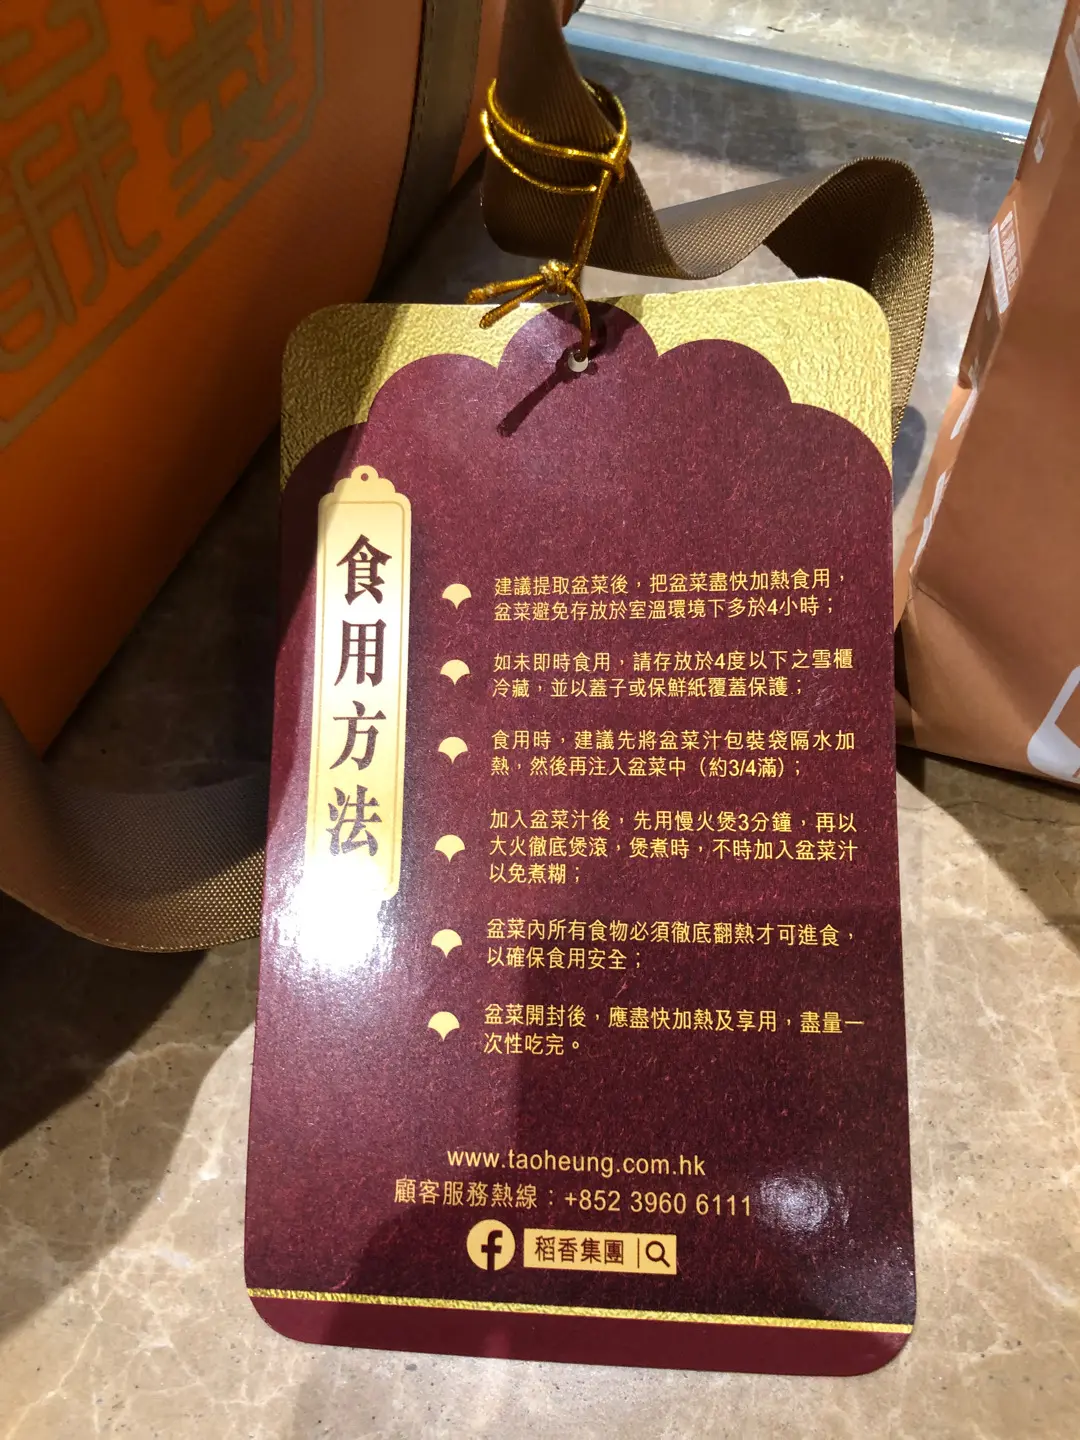 食用方法
建議提取盆菜後，把盆菜盡快加熱食用，
盆菜避免存放於室溫環境下多於4小時；
如未即時食用，請存放於4度以下之雪櫃
冷藏，並以蓋子或保鮮紙覆蓋保護；
食用時，建議先將盆菜汁包裝袋隔水加
熱，然後再注入盆菜中（約3/4滿）；
加入盆菜汁後，先用慢火煲3分鐘，再以
大火徹底煲滾，煲煮時，不時加入盆菜汁
以免煮糊；
盆菜內所有食物必須徹底翻熱才可進食，
以確保食用安全；
盆菜開封後，應盡快加熱及享用，盡量一
次性吃完。
www.taoheung.com.hk
顧客服務熱線：+852 3960 6111
稻香集團